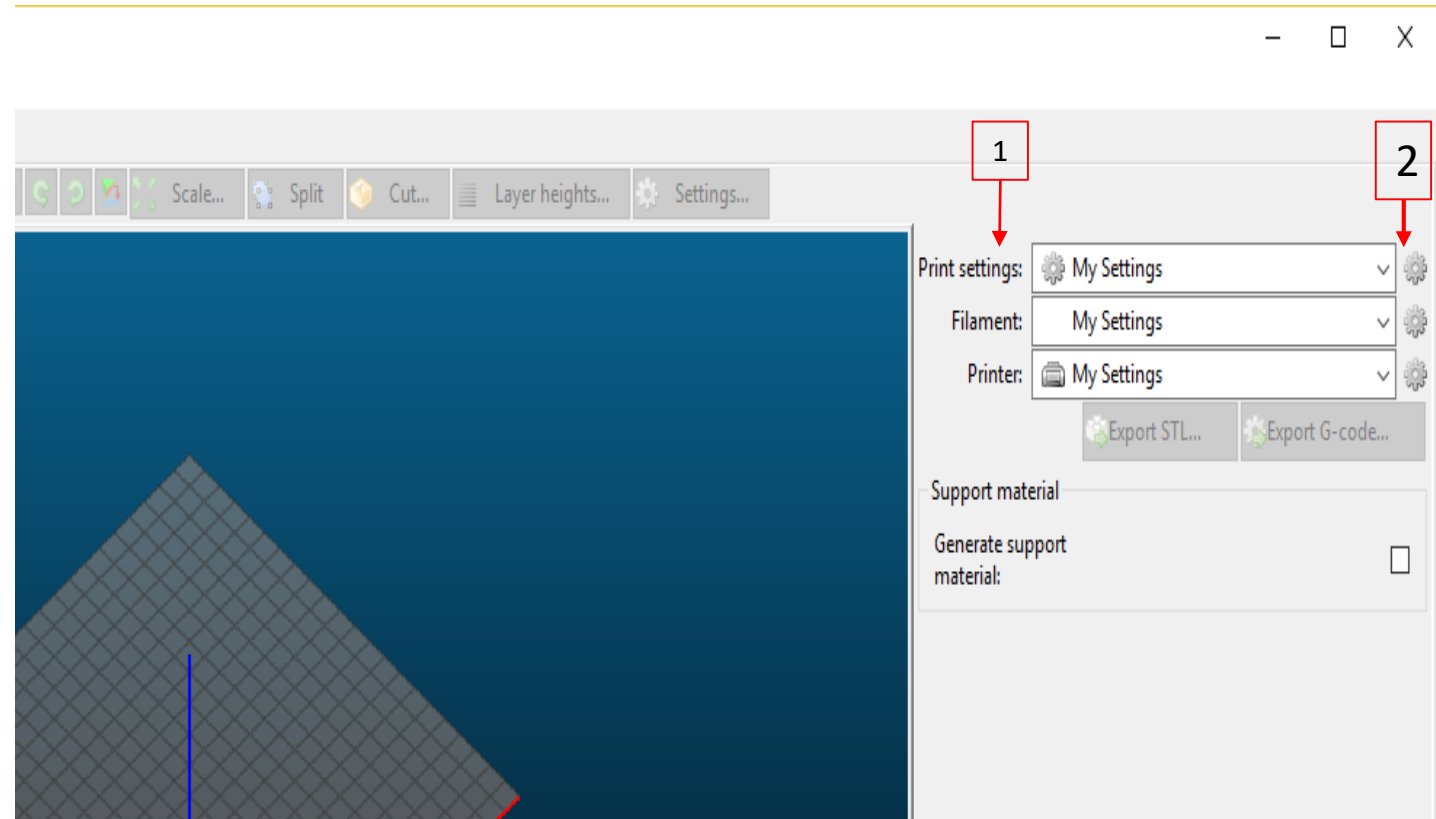 1
2
Scale... Split Cut... Layer heights... Settings...
Print settings: My Settings
Filament: My Settings
Printer: My Settings
Export STL... Export G-code...
Support material
Generate support
material: